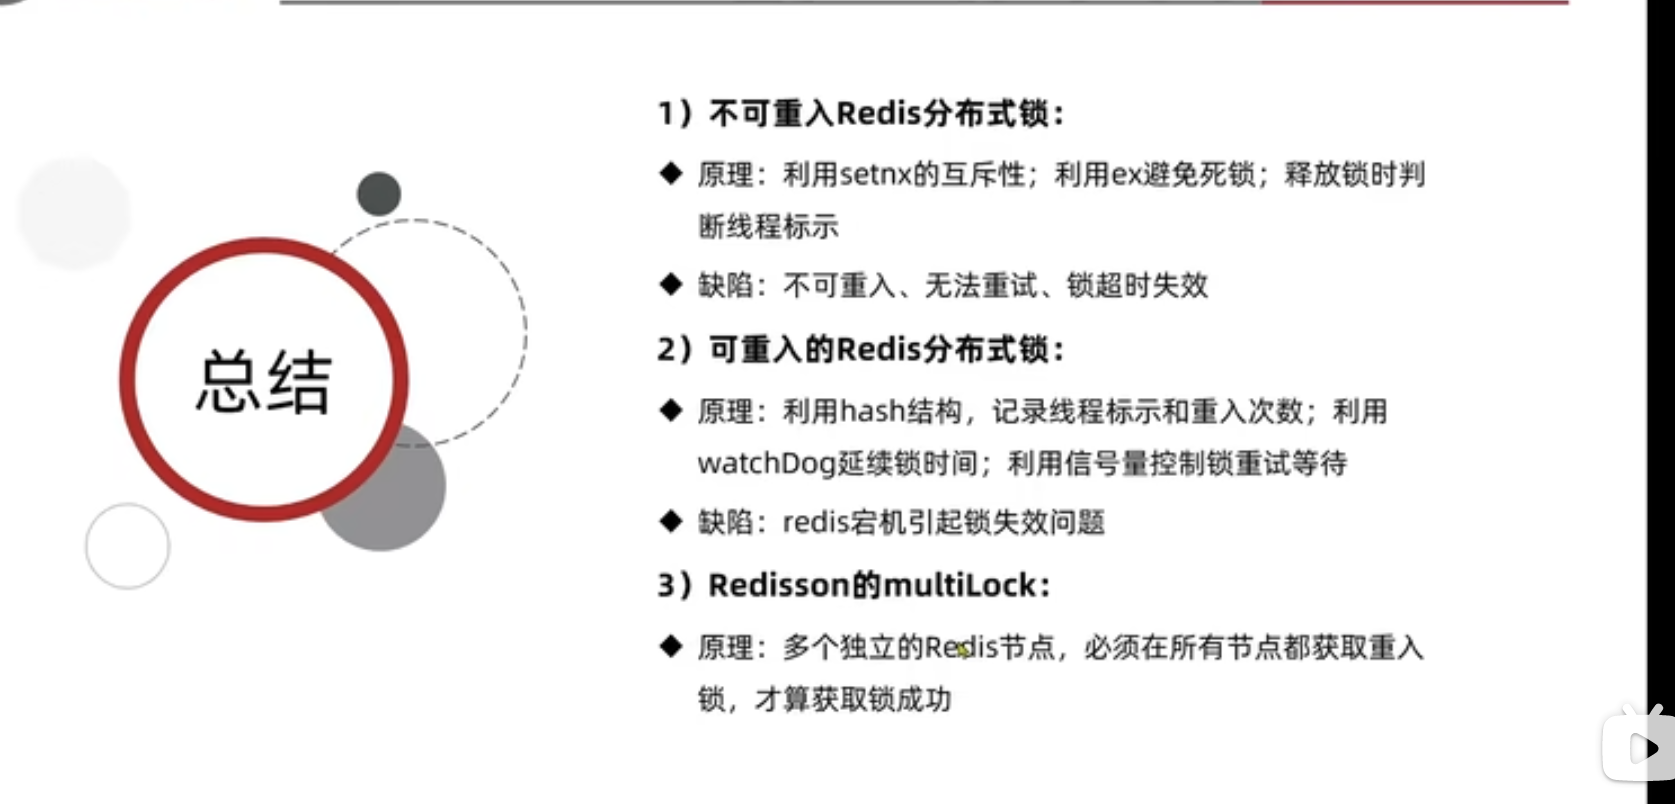 总结
1）不可重入Redis分布式锁：
◆ 原理：利用setnx的互斥性；利用ex避免死锁；释放锁时判
断线程标示
◆ 缺陷：不可重入、无法重试、锁超时失效
2）可重入的Redis分布式锁：
◆ 原理：利用hash结构，记录线程标示和重入次数；利用
watchDog延续锁时间；利用信号量控制锁重试等待
◆ 缺陷：redis宕机引起锁失效问题
3）Redisson的multiLock：
◆ 原理：多个独立的Redis节点，必须在所有节点都获取重入
锁，才算获取锁成功